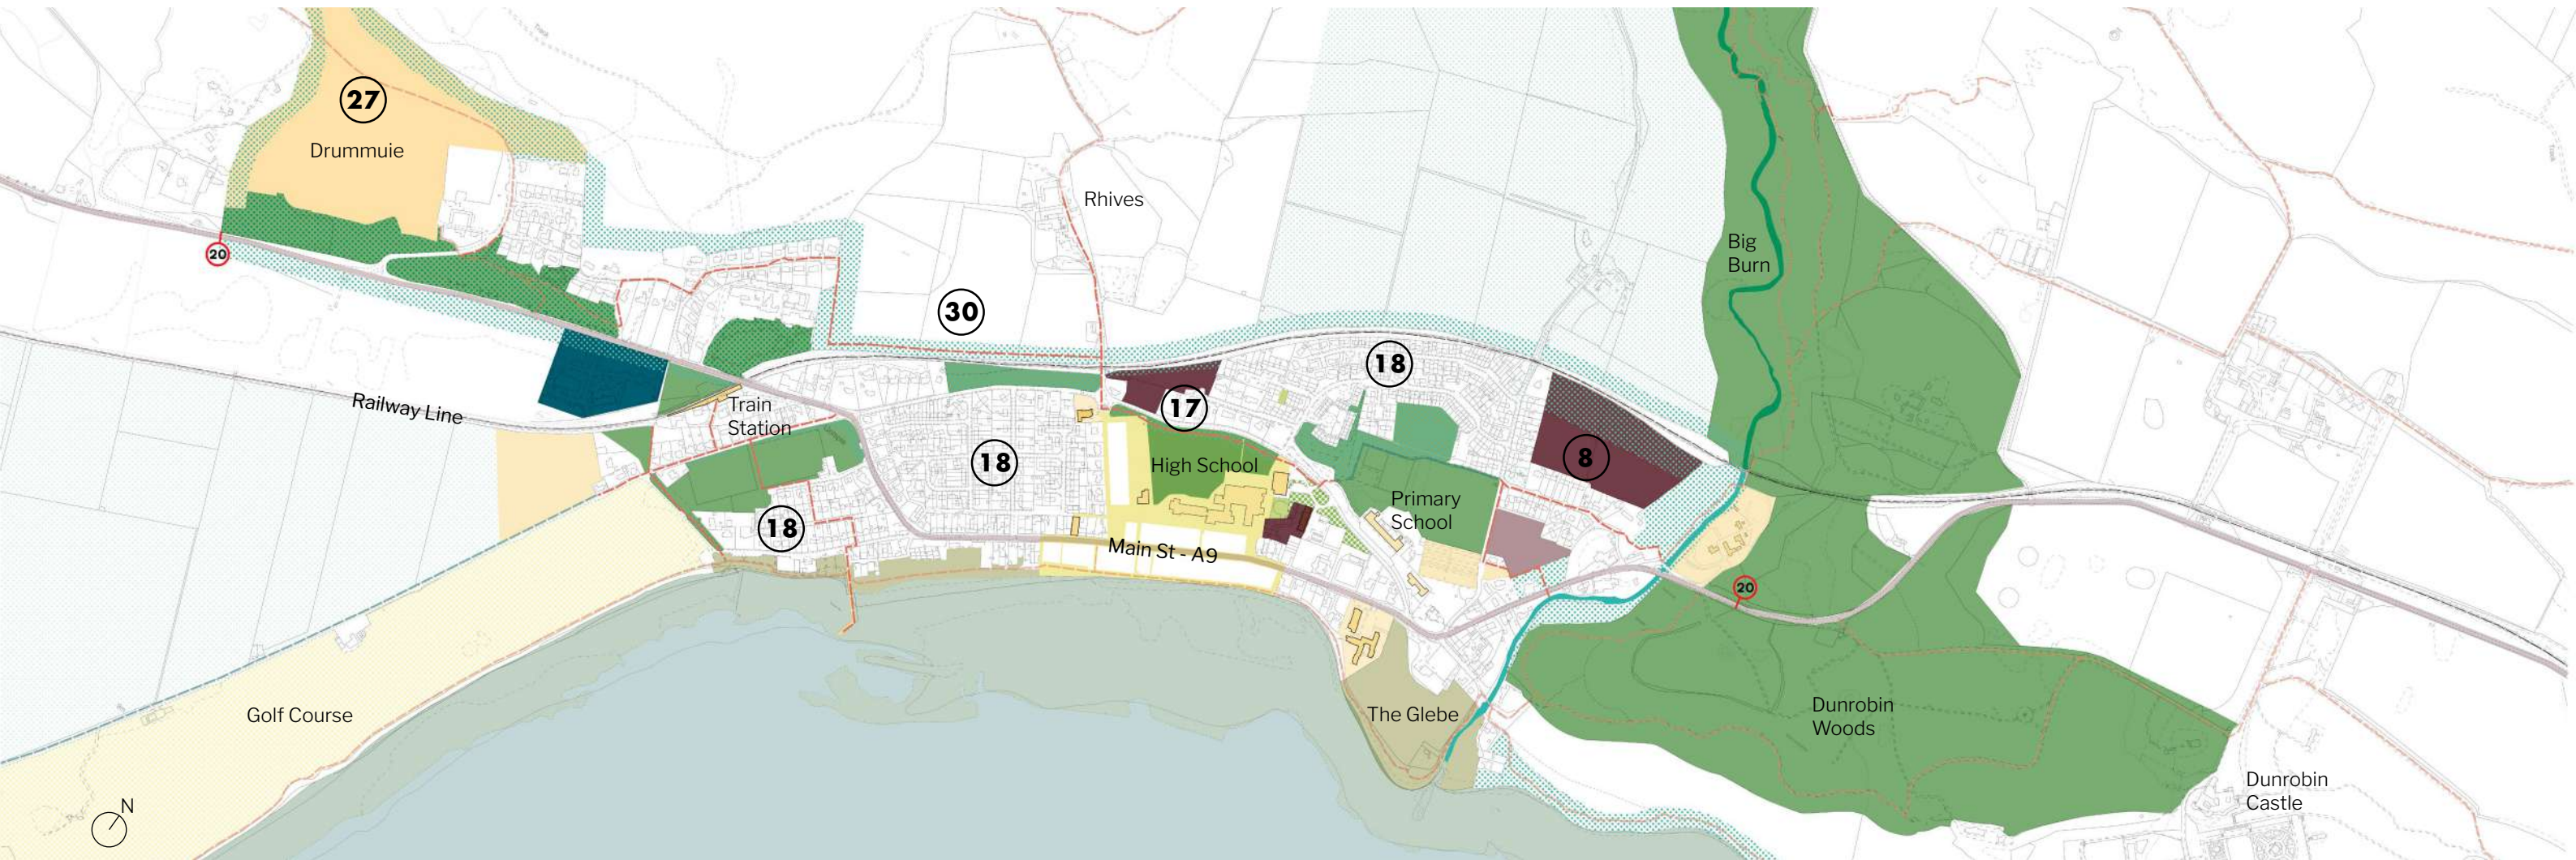 27
Drummuie
Rhives
Big
Burn
20
30
18
Railway Line
Train
Station
17
18
High School
8
Primary
School
18
Main St - A9
20
Golf Course
The Glebe
Dunrobin
Woods
Dunrobin
Castle
N